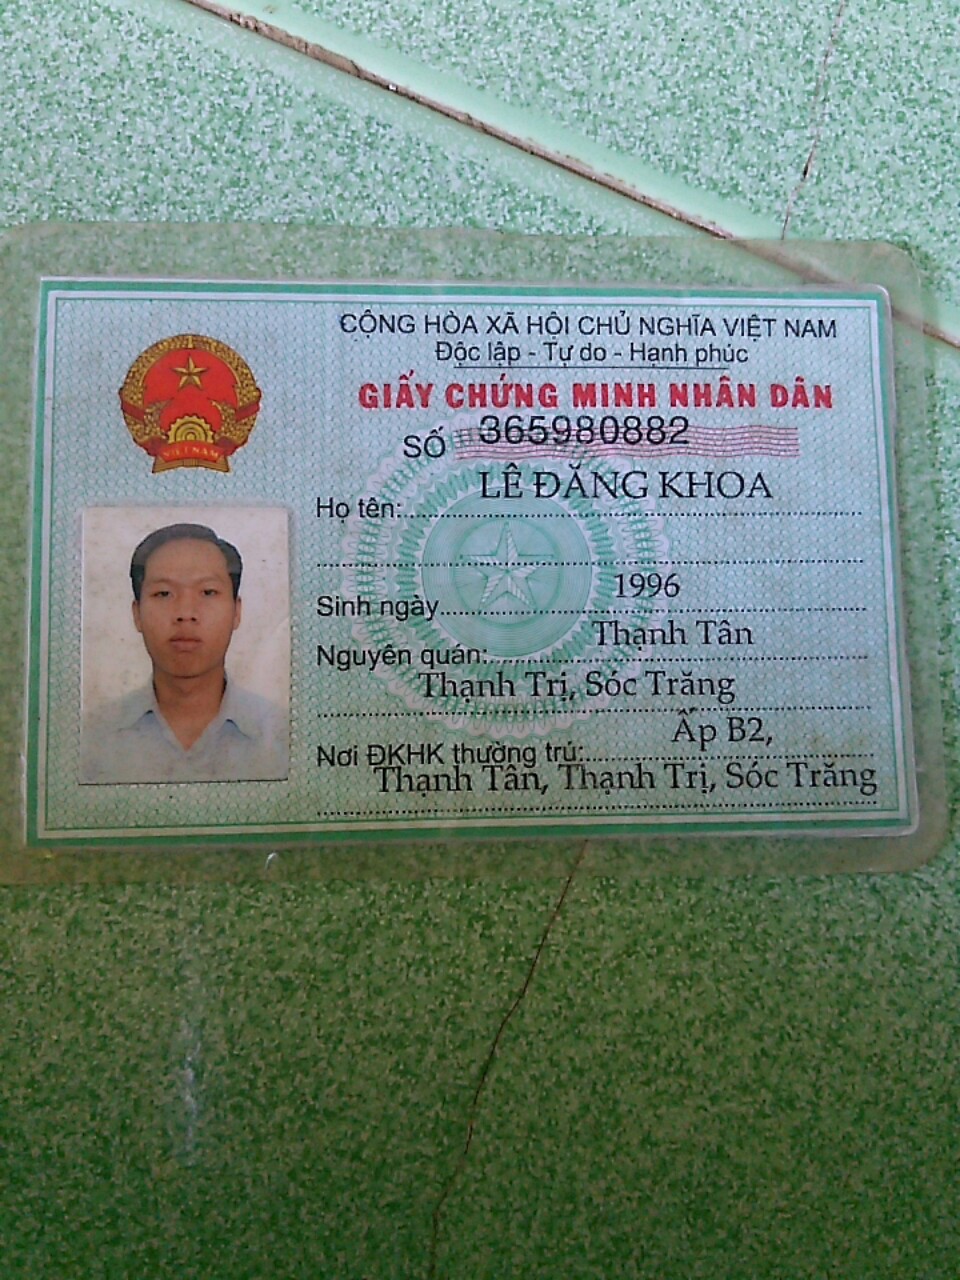 CỘNG HÒA XÃ HỘI CHỦ NGHĨA VIỆT NAM
Độc lập - Tự do - Hạnh phúc
GIẤY CHỨNG MINH NHÂN DÂN
SỐ 365980882
Họ tên: LÊ ĐĂNG KHOA
Sinh ngày 1996
Nguyên quán: Thạnh Tân
Thạnh Trị, Sóc Trăng
Nơi ĐKHK thường trú: Ấp B2,
Thạnh Tân, Thạnh Trị, Sóc Trăng
VIỆT NAM